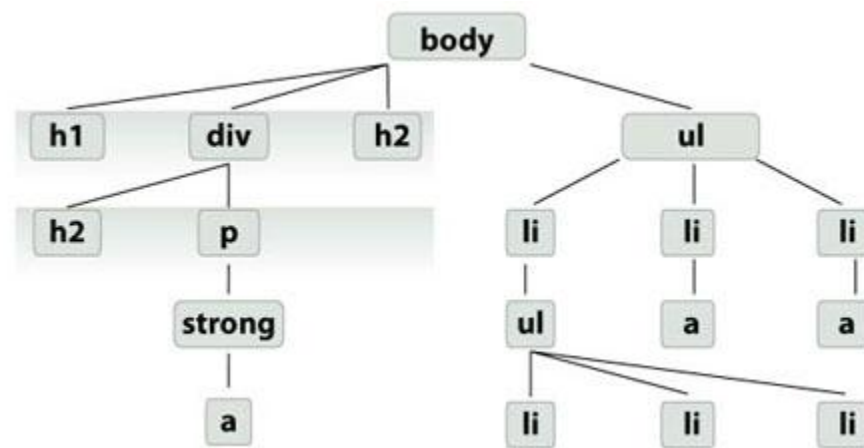 body
h1 div h2 ul
h2 p li li li
strong ul a a
a li li li